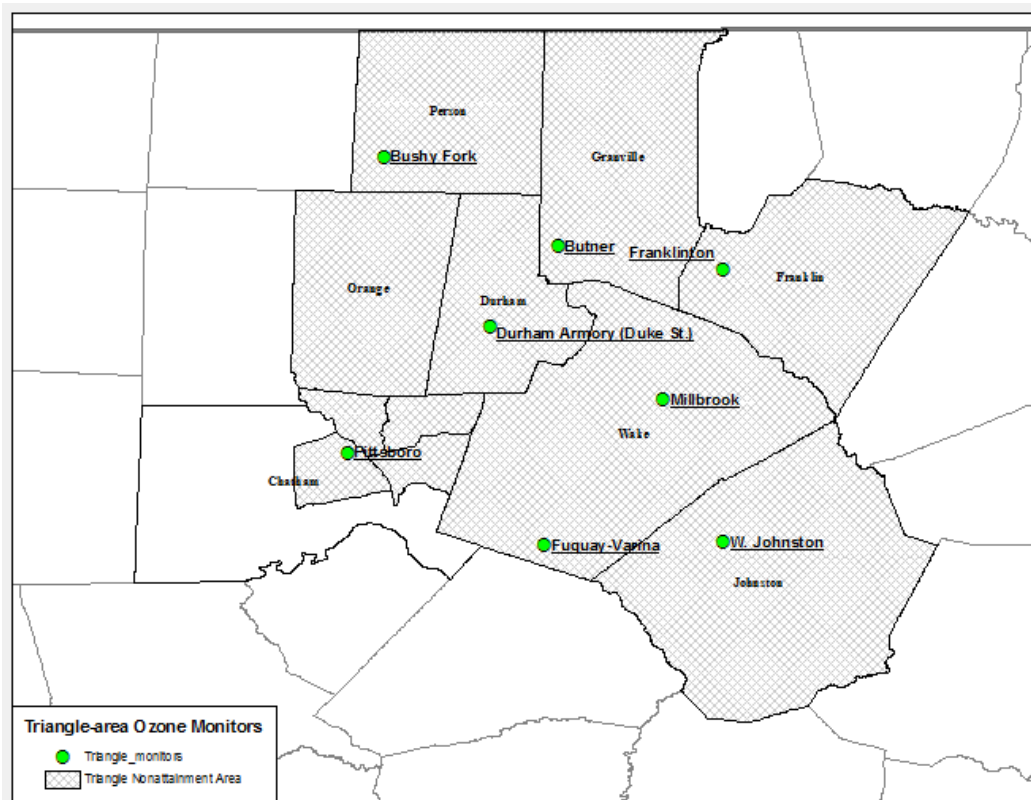 Person
Bushy Fork
Granville
Butner
Franklinton
Franklin
Orange
Durham
Durham Armory (Duke St.)
Millbrook
Wake
Pittsboro
Chatham
Fuquay-Varina
W. Johnston
Johnston
Triangle-area Ozone Monitors
Triangle_monitors
Triangle Nonattainment Area